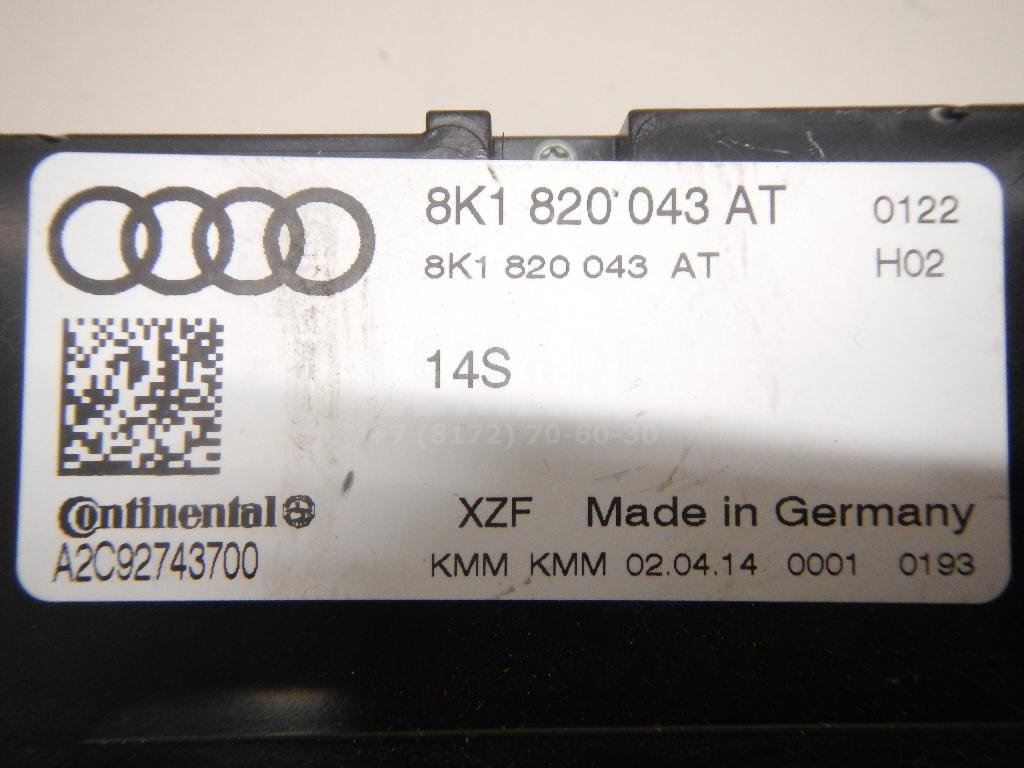 8K1 820 043 AT 0122
8K1 820 043 AT H02
14S
+7 (8172) 70-60-30
Continental XZF Made in Germany
A2C92743700 KMM KMM 02.04.14 0001 0193